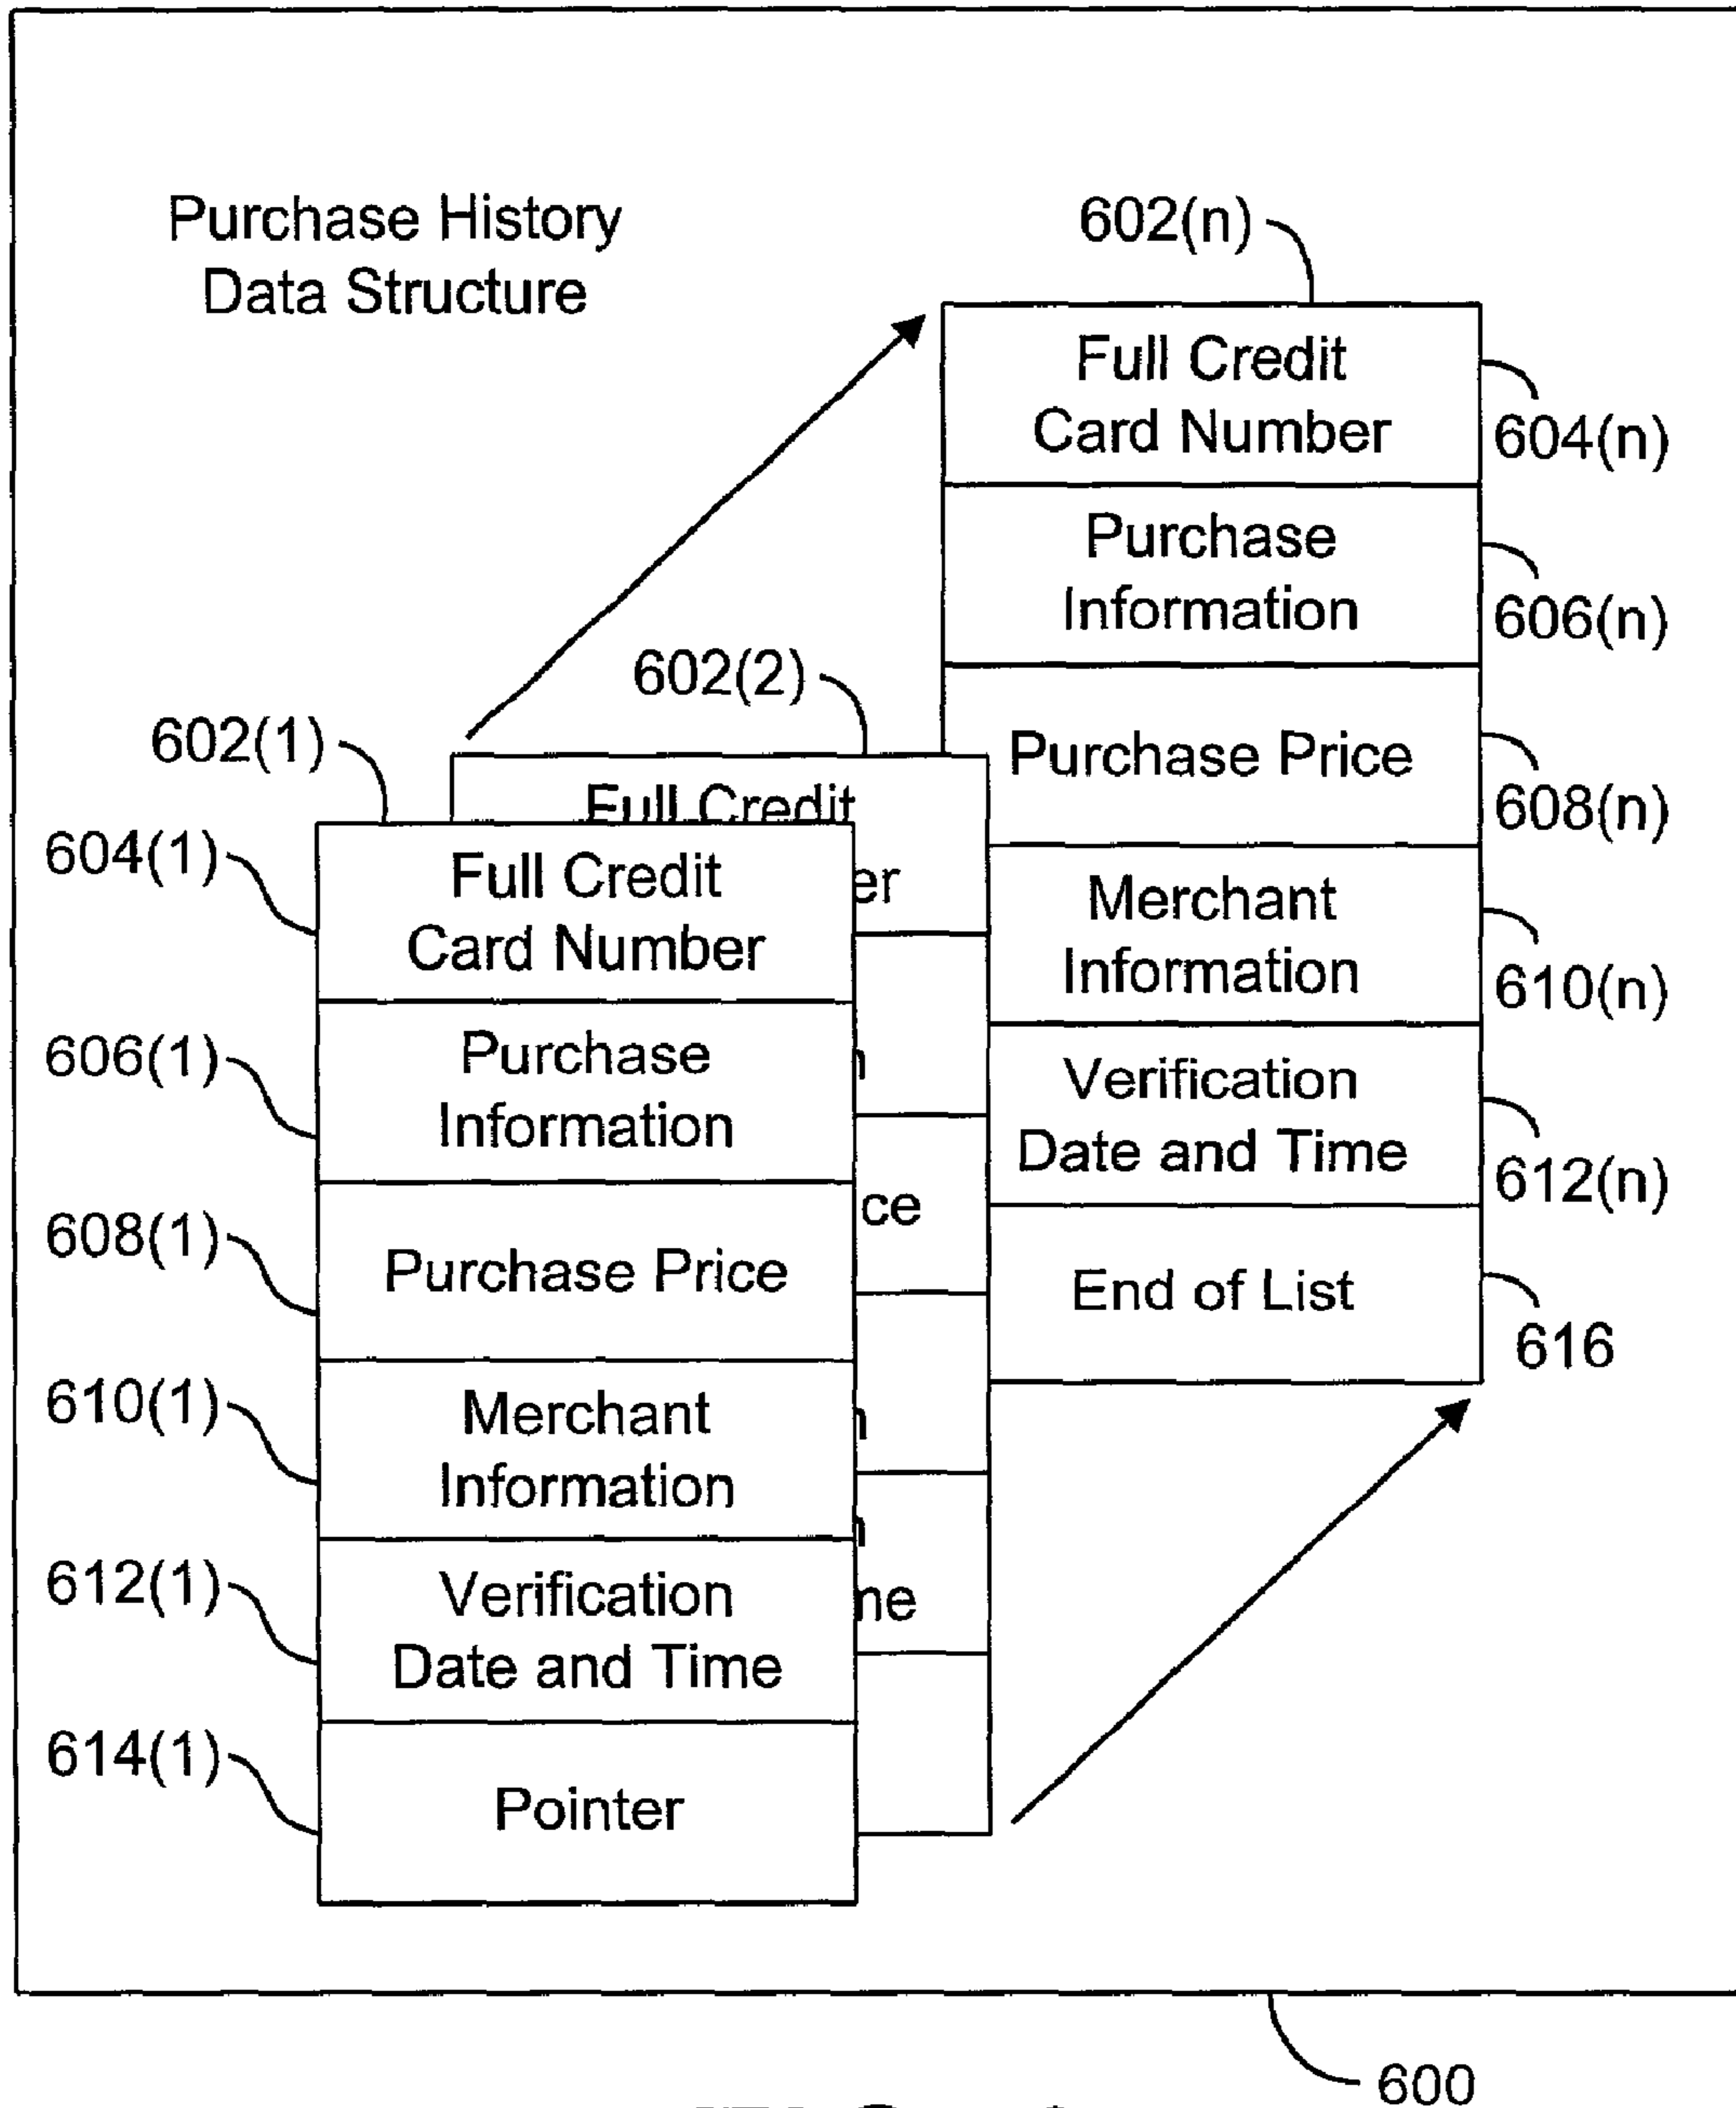 Purchase History
Data Structure
602(n)
Full Credit
Card Number
604(n)
Purchase
Information
606(n)
Purchase Price
608(n)
Merchant
Information
610(n)
Verification
Date and Time
612(n)
End of List
616
602(2)
Full Credit
602(1)
604(1)
Full Credit
Card Number
606(1)
Purchase
Information
608(1)
Purchase Price
610(1)
Merchant
Information
612(1)
Verification
Date and Time
614(1)
Pointer
600